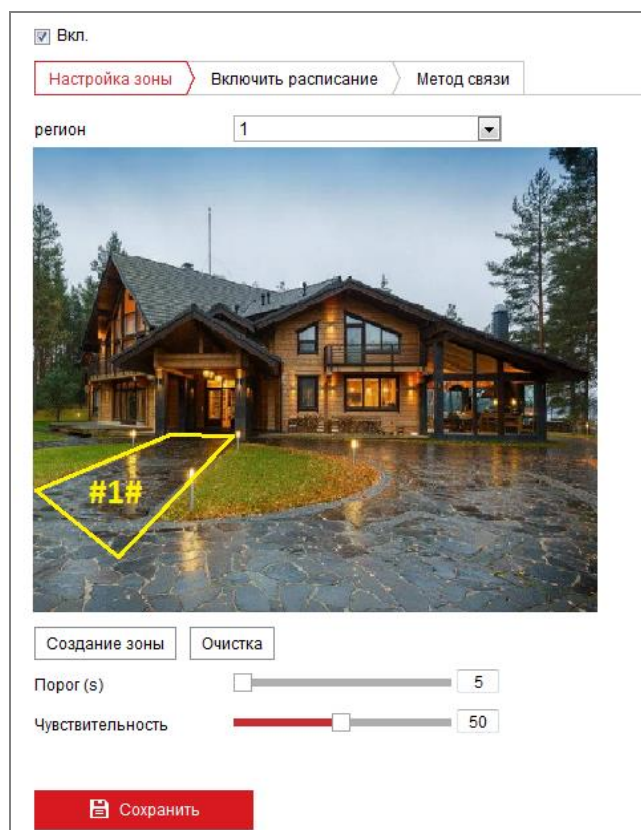 Вкл.
Настройка зоны Включить расписание Метод связи
регион 1
#1#
Создание зоны Очистка
Порог (s) 5
Чувствительность 50
Сохранить